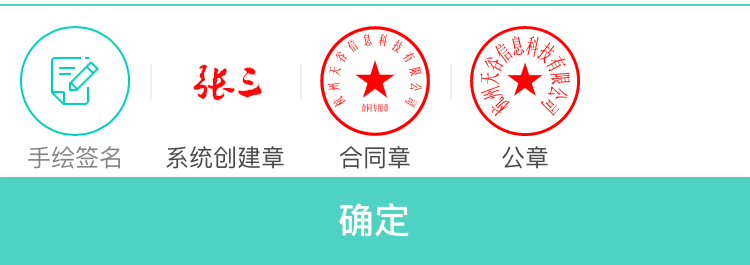 张三
杭州天谷信息科技有限公司
合同专用章
杭州天谷信息科技有限公司
手绘签名
系统创建章
合同章
公章
确定